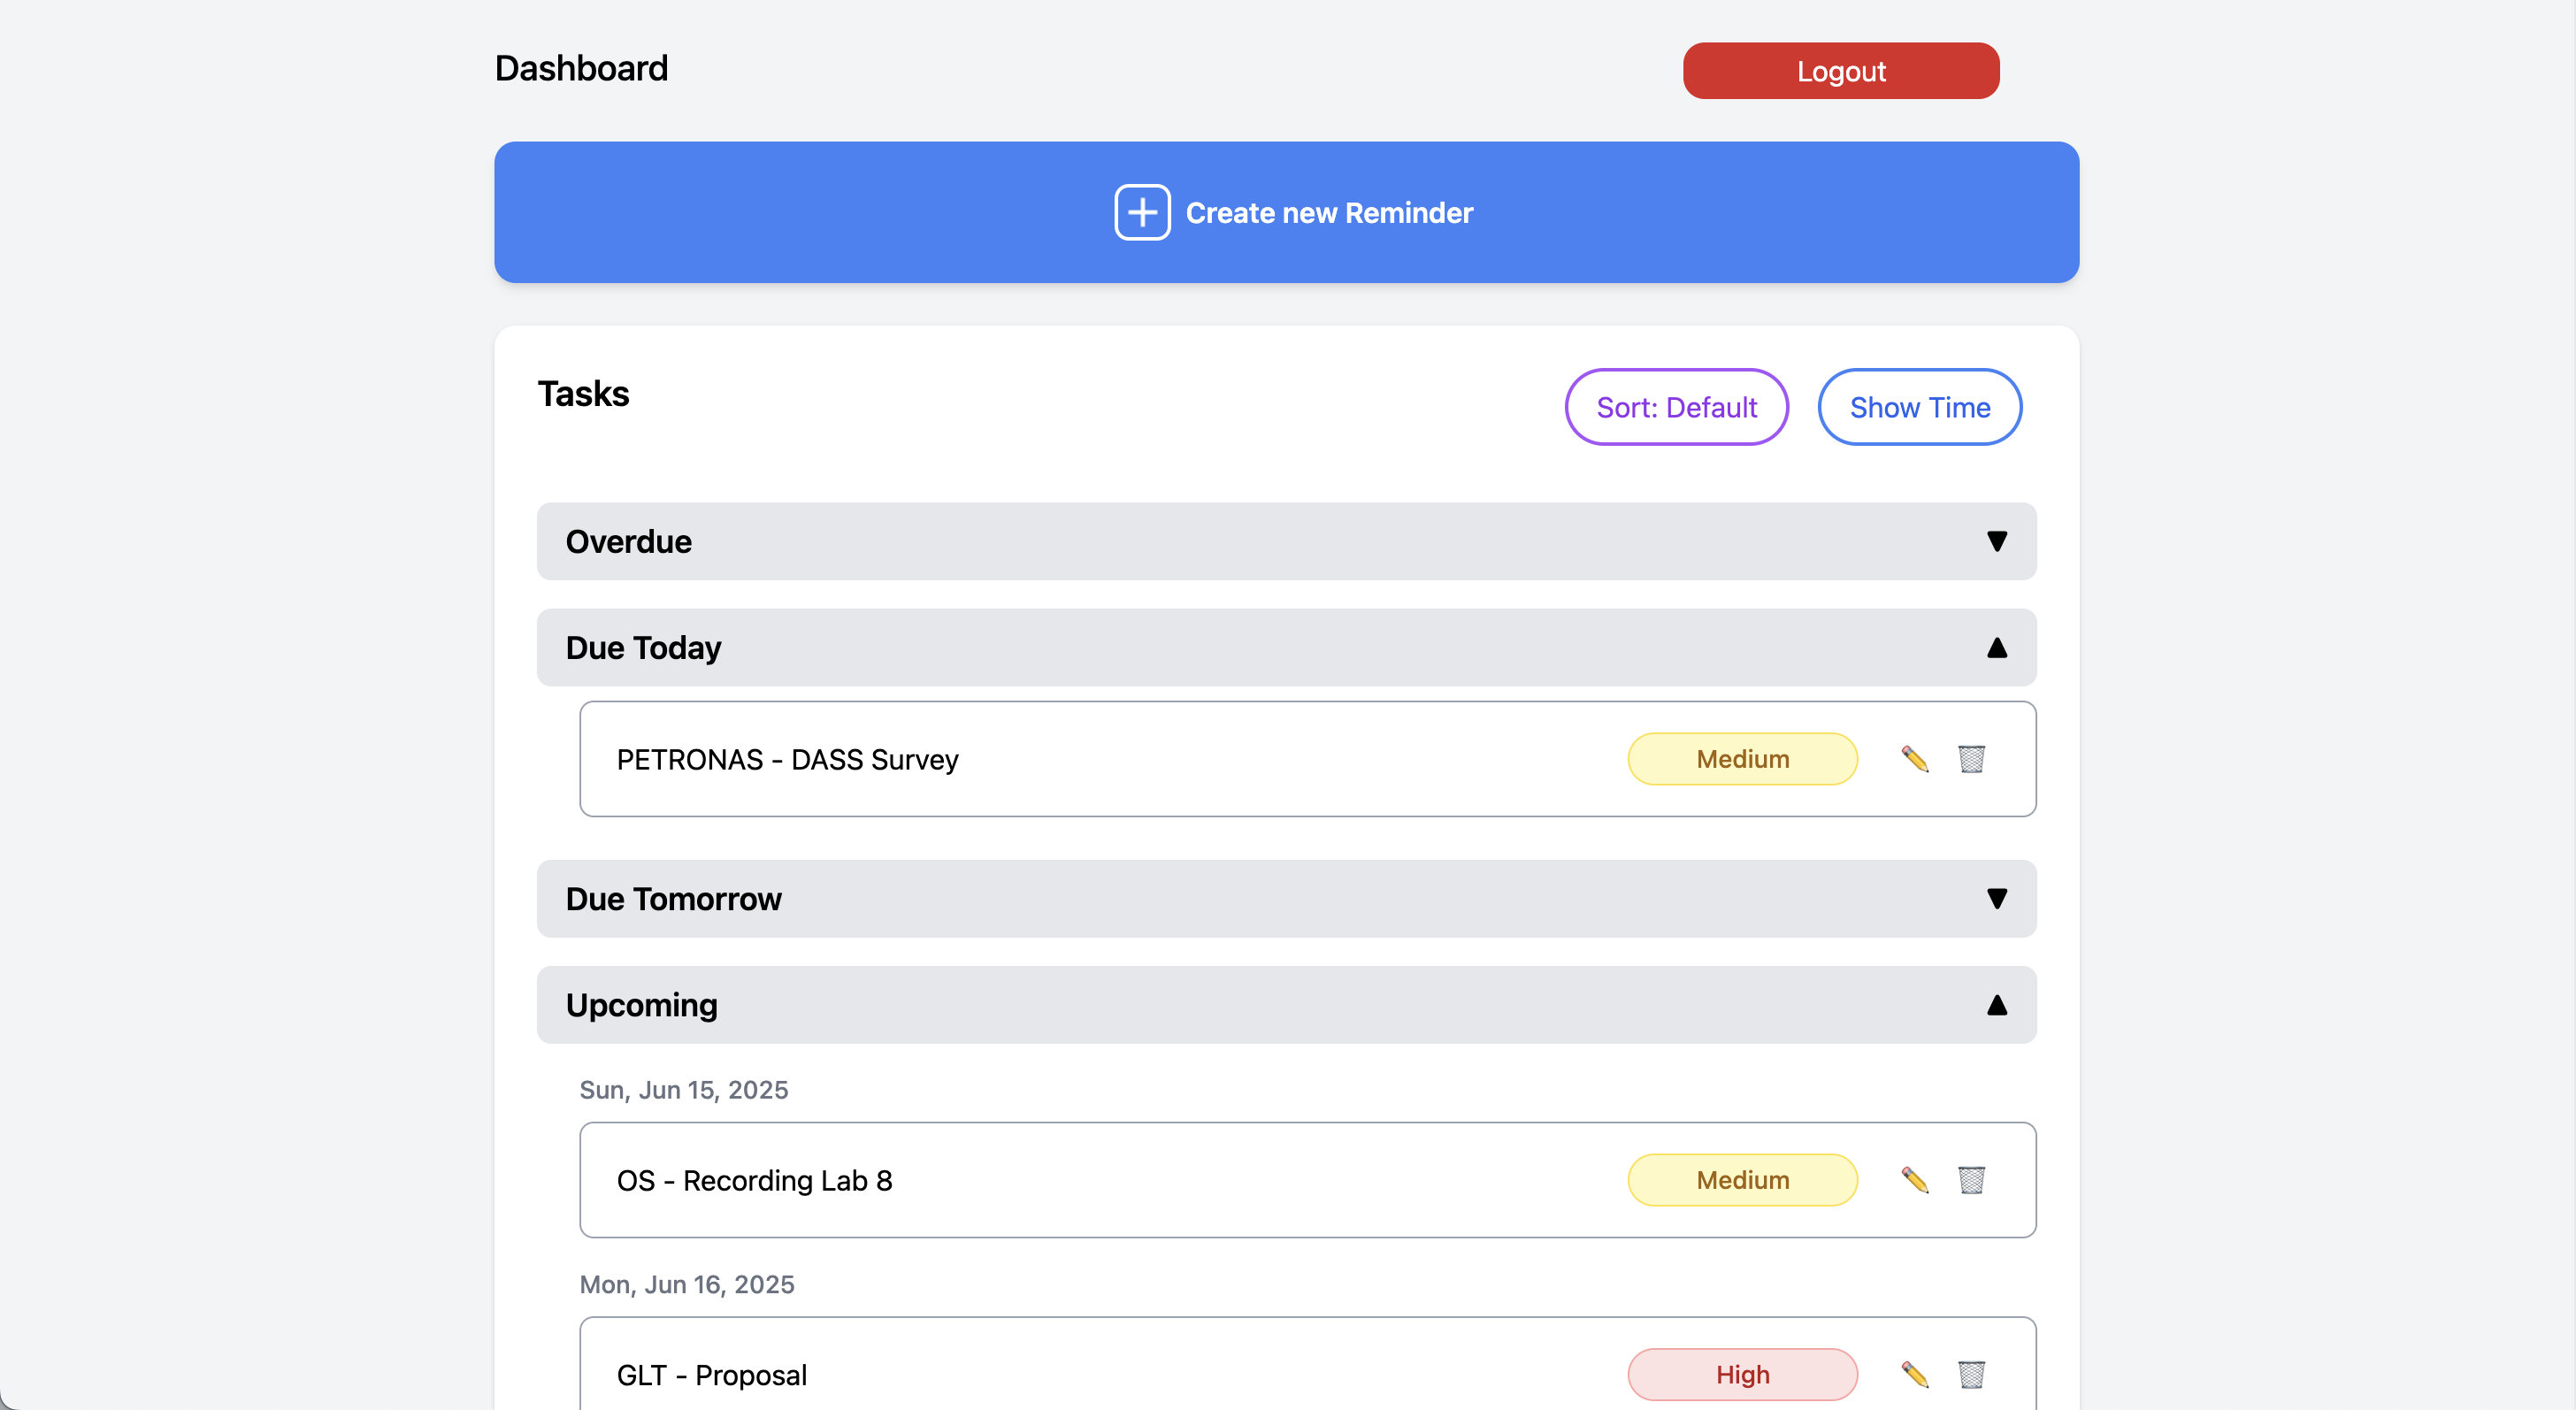 Dashboard
Logout
Create new Reminder
Tasks
Sort: Default
Show Time
Overdue
Due Today
PETRONAS - DASS Survey
Medium
Due Tomorrow
Upcoming
Sun, Jun 15, 2025
OS - Recording Lab 8
Medium
Mon, Jun 16, 2025
GLT - Proposal
High